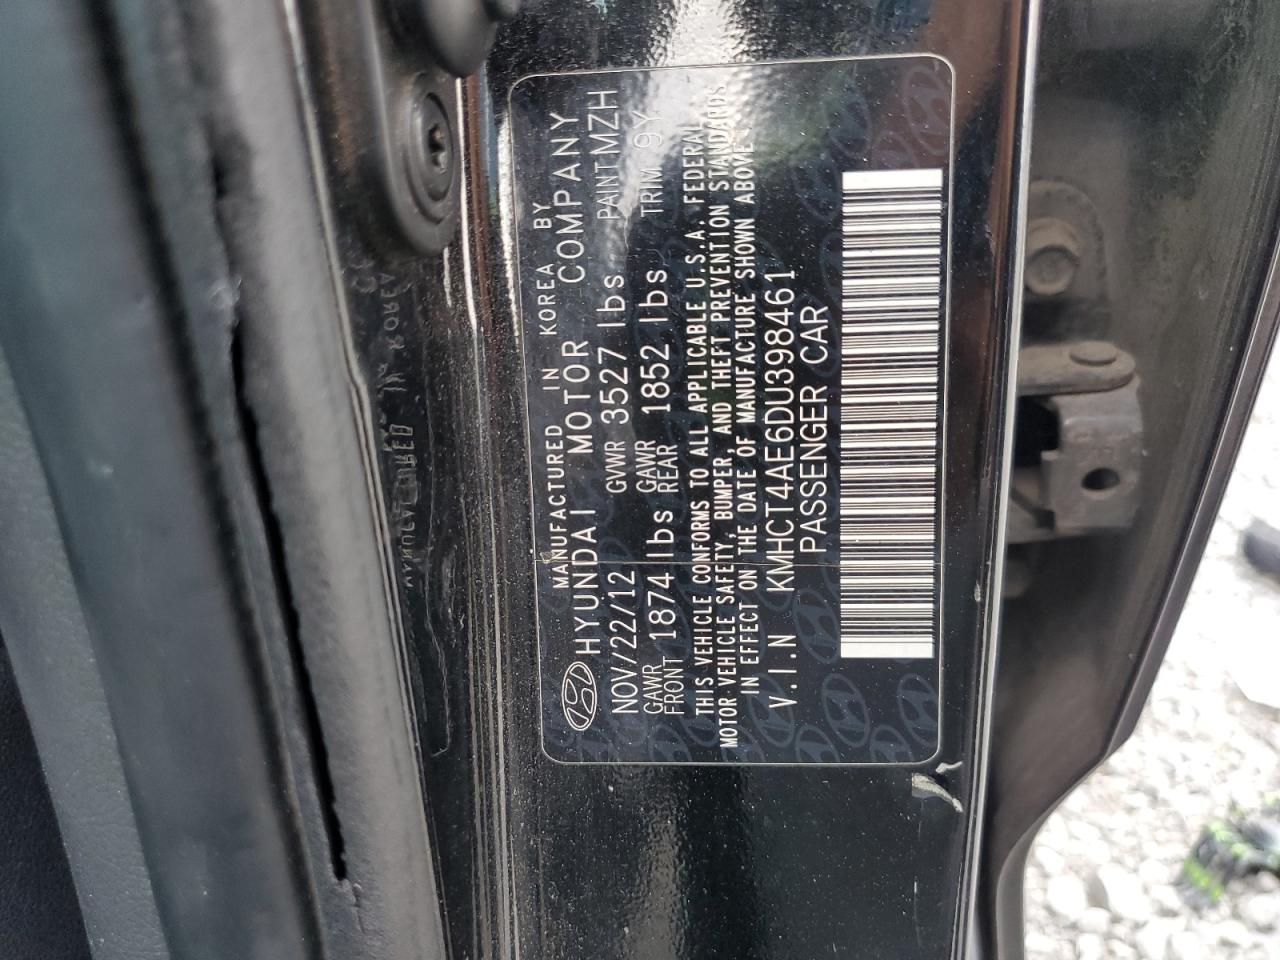 MANUFACTURED IN KOREA BY
HYUNDAI MOTOR COMPANY
NOV/22/12 GVWR 3527 lbs PAINT MZH
GAWR FRONT 1874 lbs GAWR REAR 1852 lbs TRIM 9Y
THIS VEHICLE CONFORMS TO ALL APPLICABLE U.S.A. FEDERAL
MOTOR VEHICLE SAFETY, BUMPER, AND THEFT PREVENTION STANDARDS
IN EFFECT ON THE DATE OF MANUFACTURE SHOWN ABOVE.
V.I.N KMHCT4AE6DU398461
PASSENGER CAR